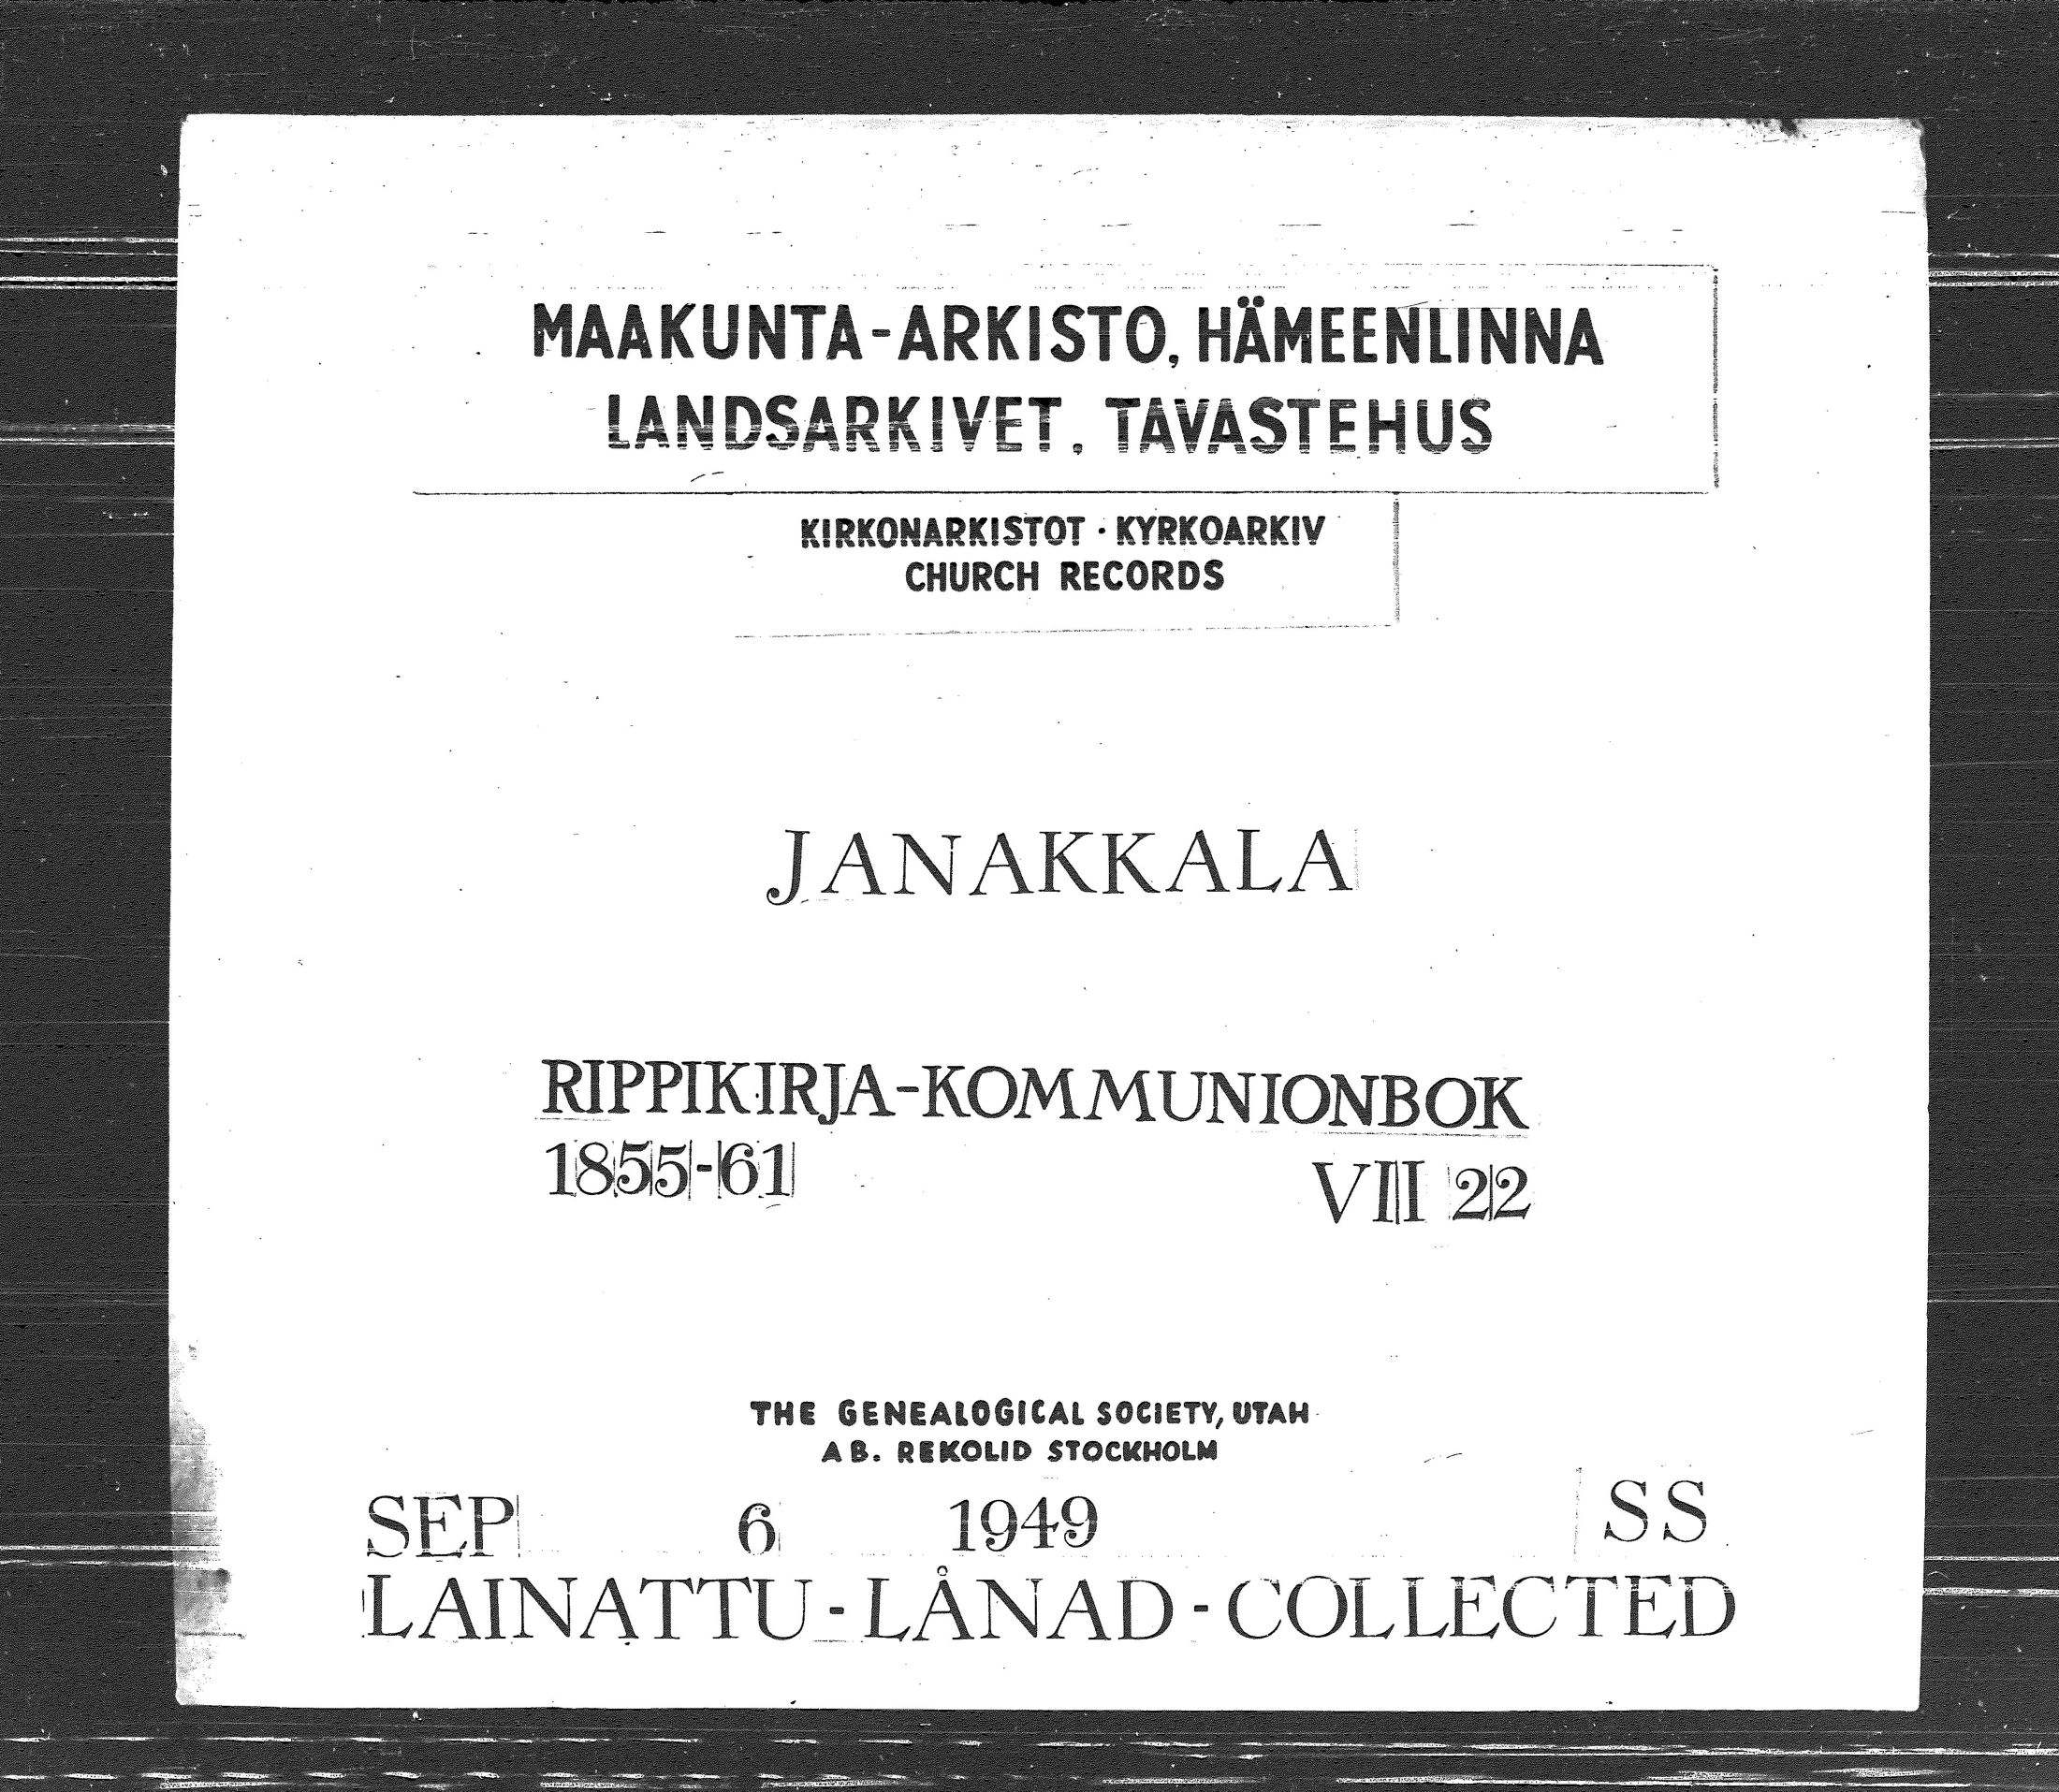 MAAKUNTA-ARKISTO, HÄMEENLINNA
LANDSARKIVET, TAVASTEHUS
KIRKONARKISTOT · KYRKOARKIV
CHURCH RECORDS
JANAKKALA
RIPPIKIRJA-KOMMUNIONBOK
1855-61 VII 22
THE GENEALOGICAL SOCIETY, UTAH
AB. REKOLID STOCKHOLM
SEP 6 1949 SS
LAINATTU-LÅNAD-COLLECTED